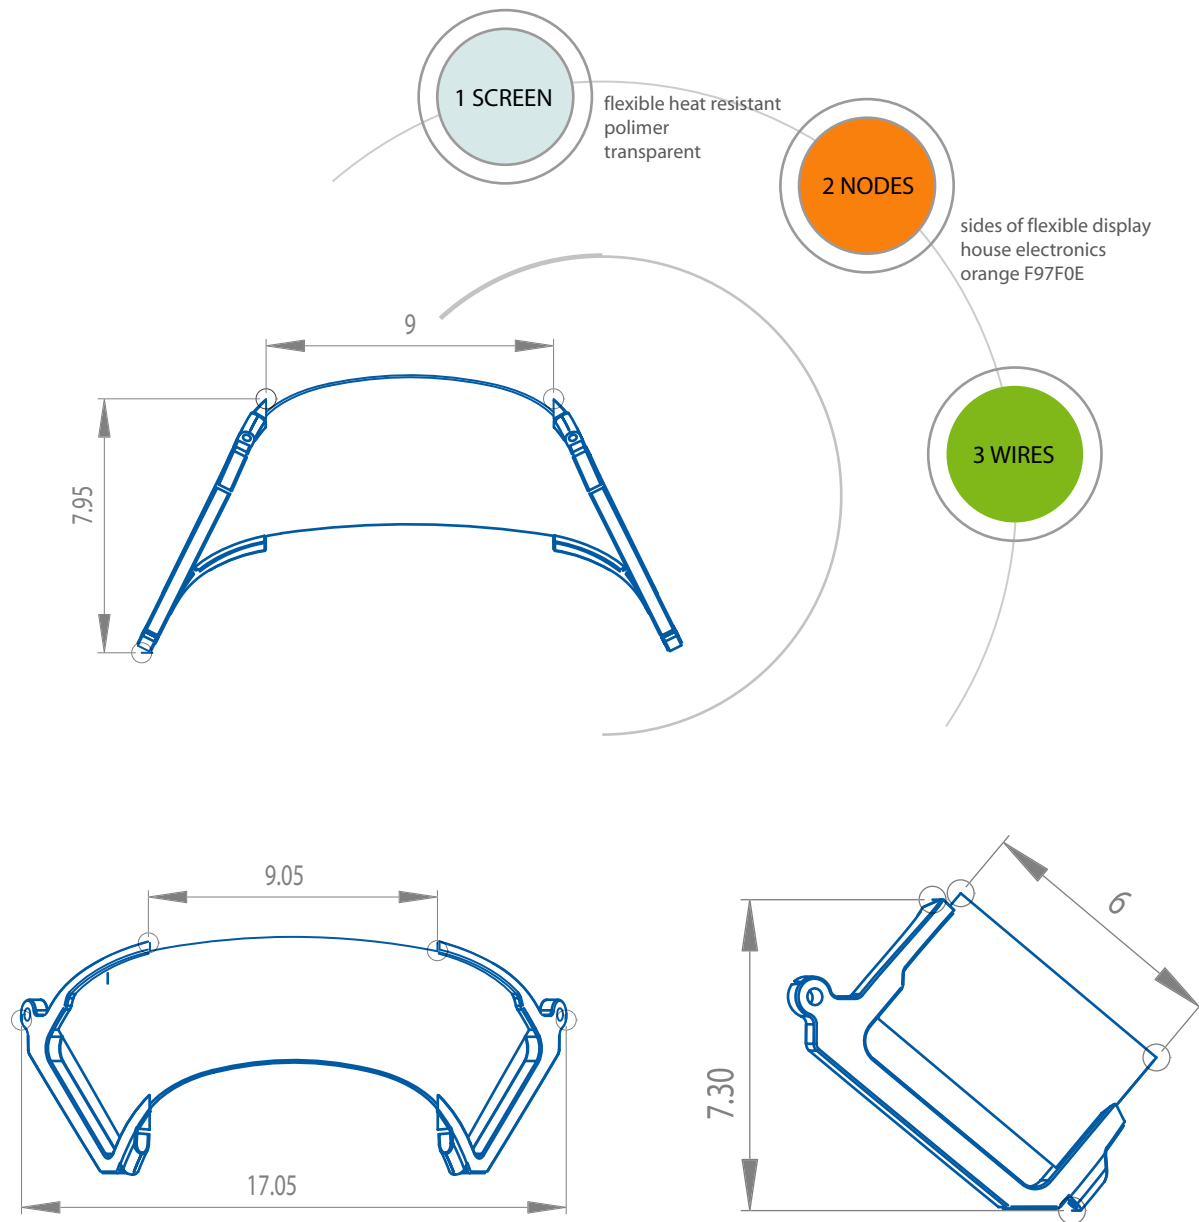 1 SCREEN
flexible heat resistant
polimer
transparent
2 NODES
sides of flexible display
house electronics
orange F97F0E
9
7.95
3 WIRES
9.05
6
7.30
17.05